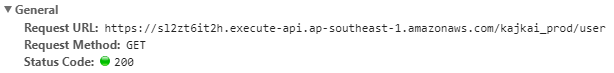 General
Request URL: https://sl2zt6it2h.execute-api.ap-southeast-1.amazonaws.com/kajkai_prod/user
Request Method: GET
Status Code: 200